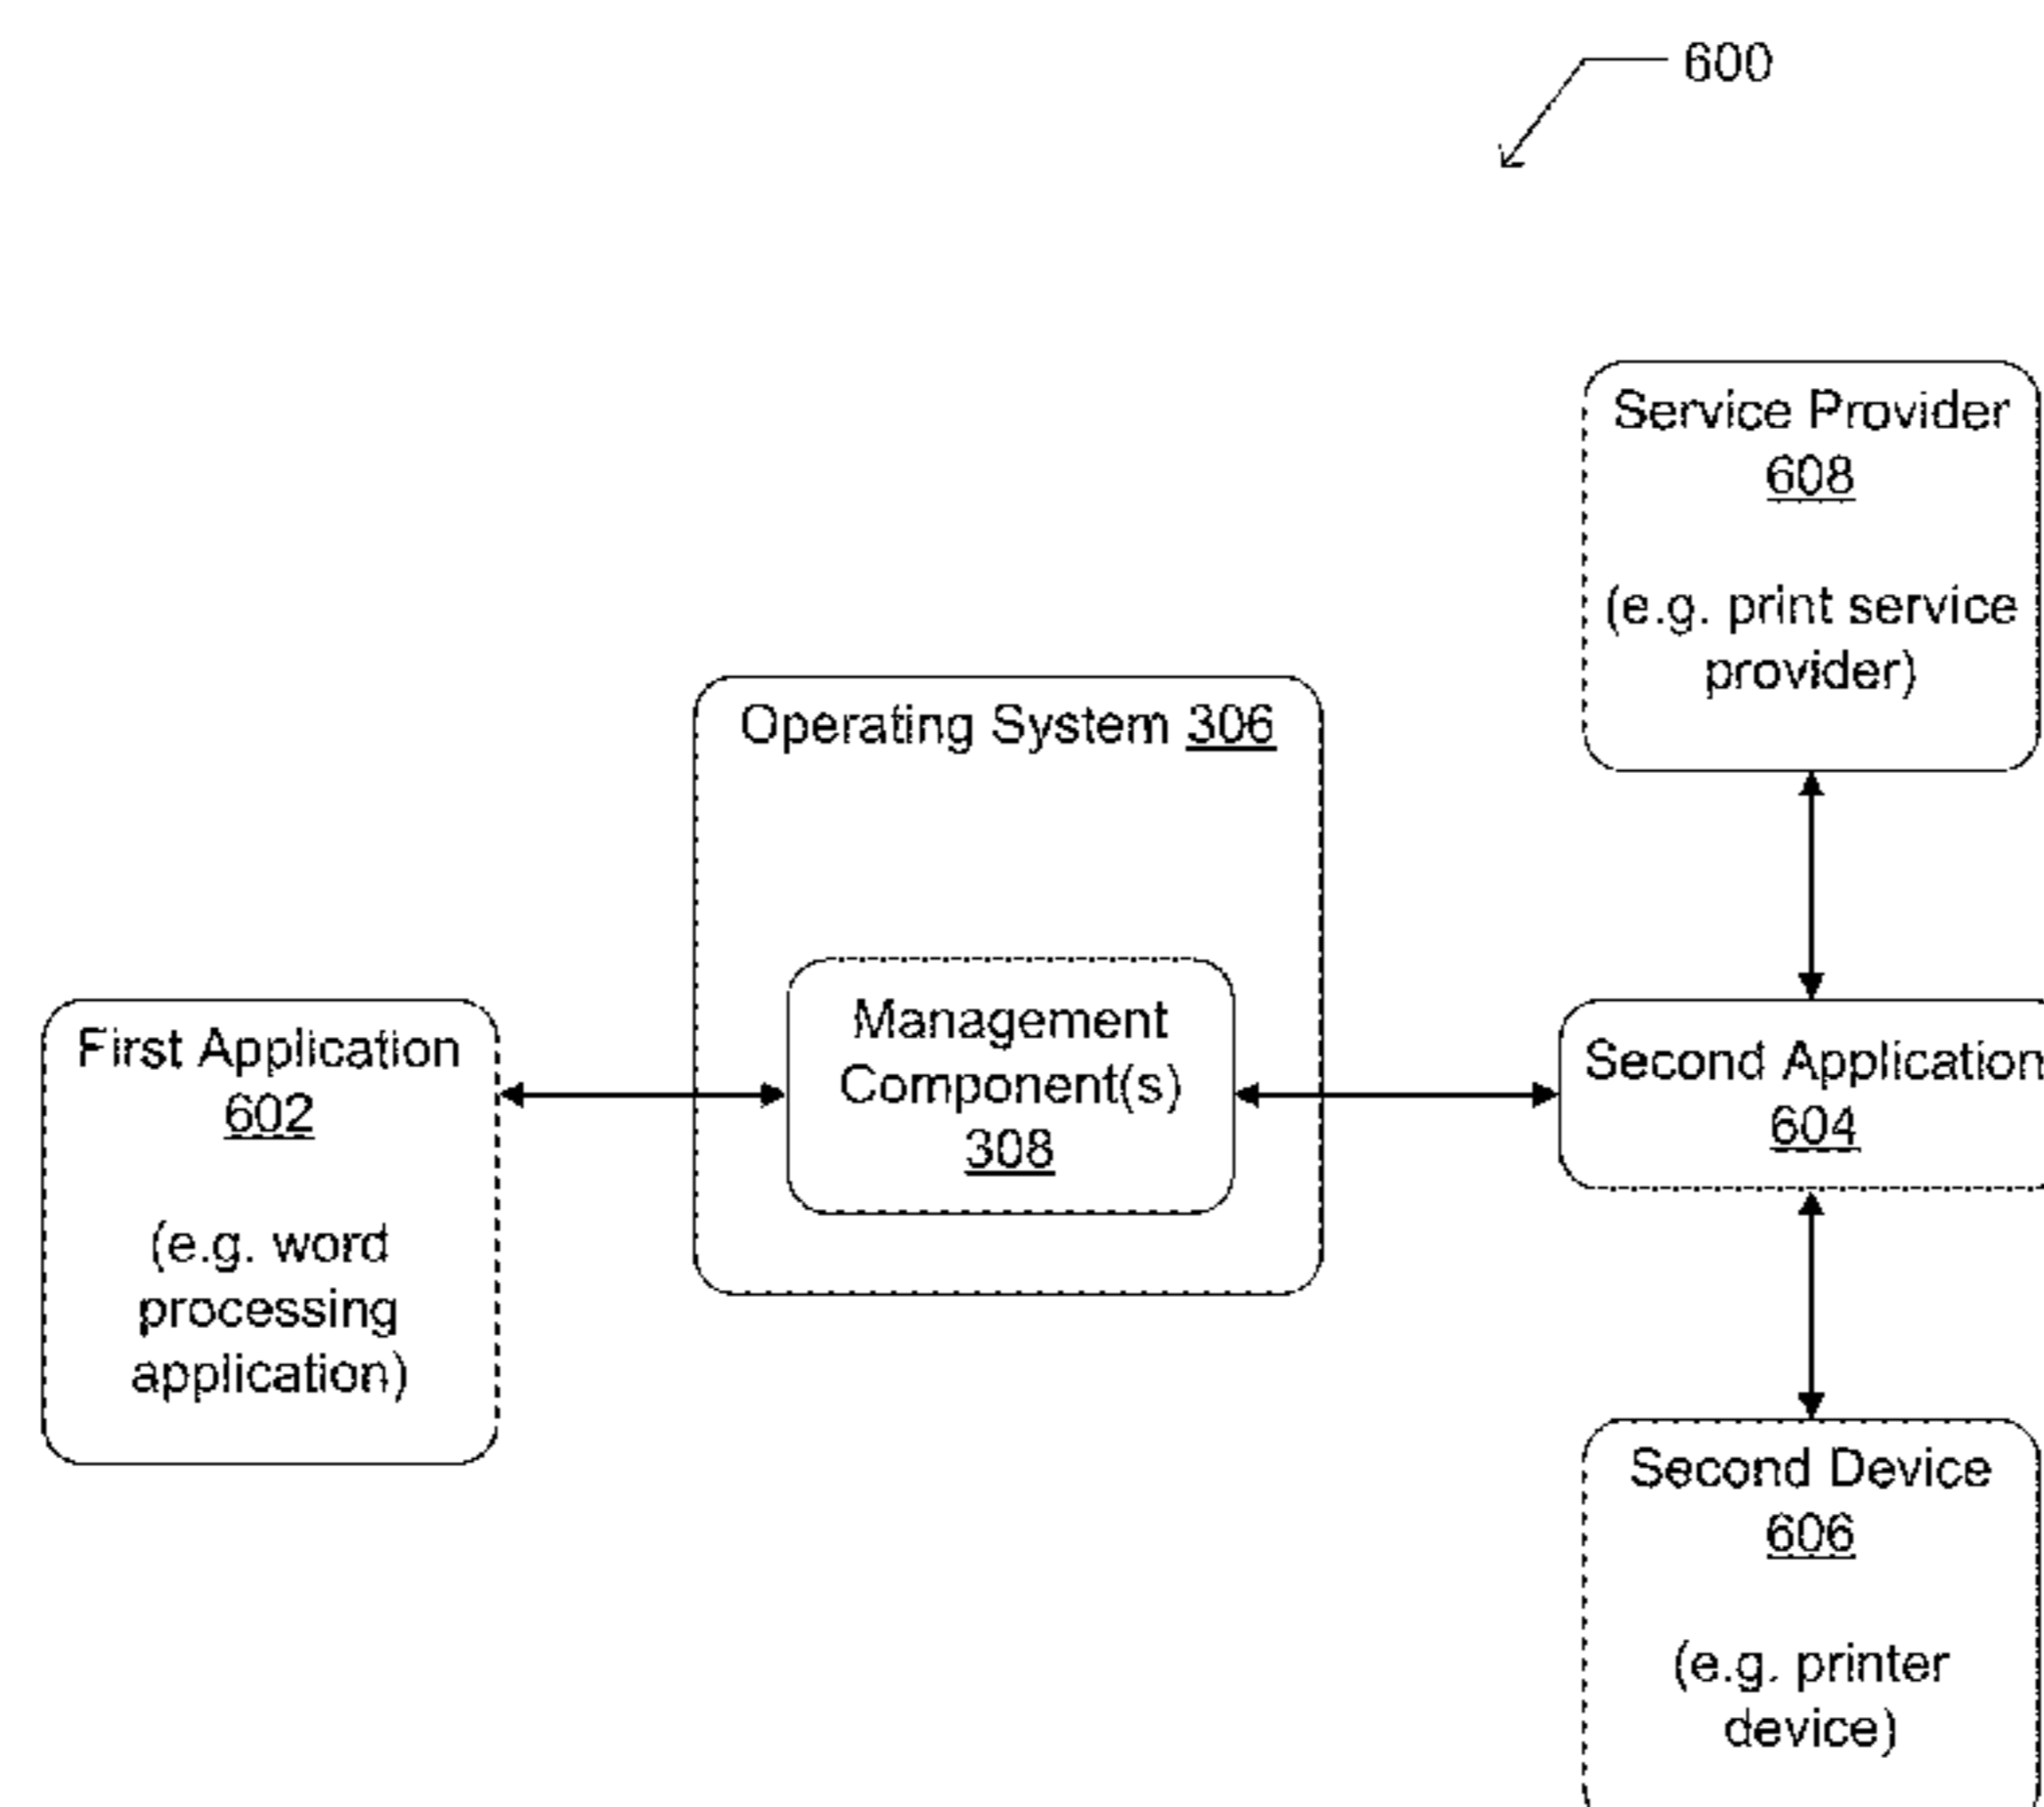 600
Service Provider
608
(e.g. print service
provider)
Operating System 306
Management
Component(s)
308
First Application
602
(e.g. word
processing
application)
Second Application
604
Second Device
606
(e.g. printer
device)